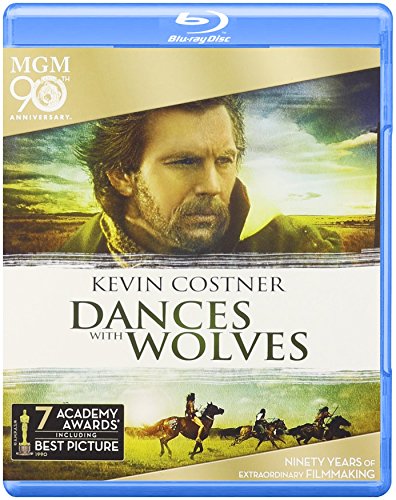 Blu-ray Disc
MGM
90TH
ANNIVERSARY
KEVIN COSTNER
DANCES
WITH WOLVES
7 ACADEMY
AWARDS®
INCLUDING
BEST PICTURE
1990
NINETY YEARS OF
EXTRAORDINARY FILMMAKING